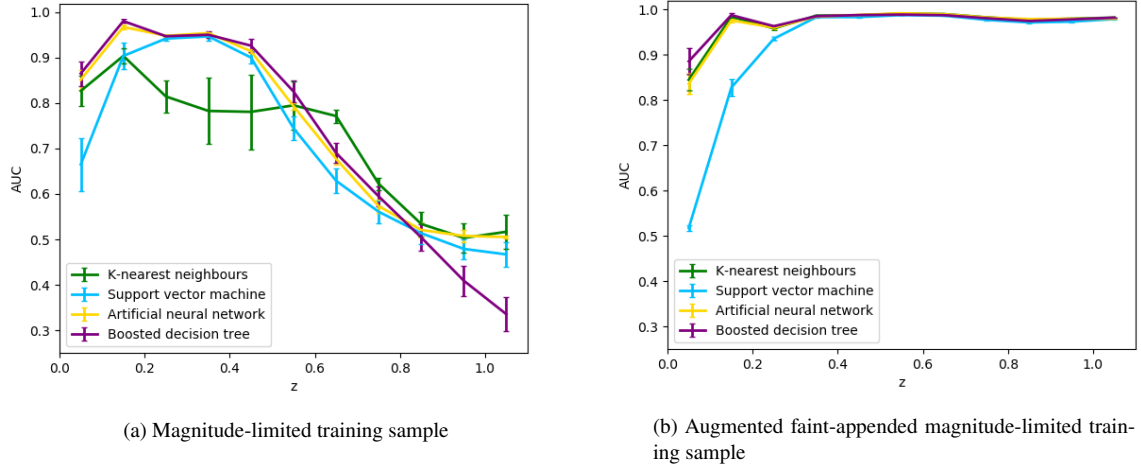 1.0
0.9
0.8
0.7
0.6
0.5
0.4
0.3
AUC
K-nearest neighbours
Support vector machine
Artificial neural network
Boosted decision tree
0.0 0.2 0.4 0.6 0.8 1.0
z
(a) Magnitude-limited training sample
1.0
0.9
0.8
0.7
0.6
0.5
0.4
0.3
AUC
K-nearest neighbours
Support vector machine
Artificial neural network
Boosted decision tree
0.0 0.2 0.4 0.6 0.8 1.0
z
(b) Augmented faint-appended magnitude-limited train-
ing sample